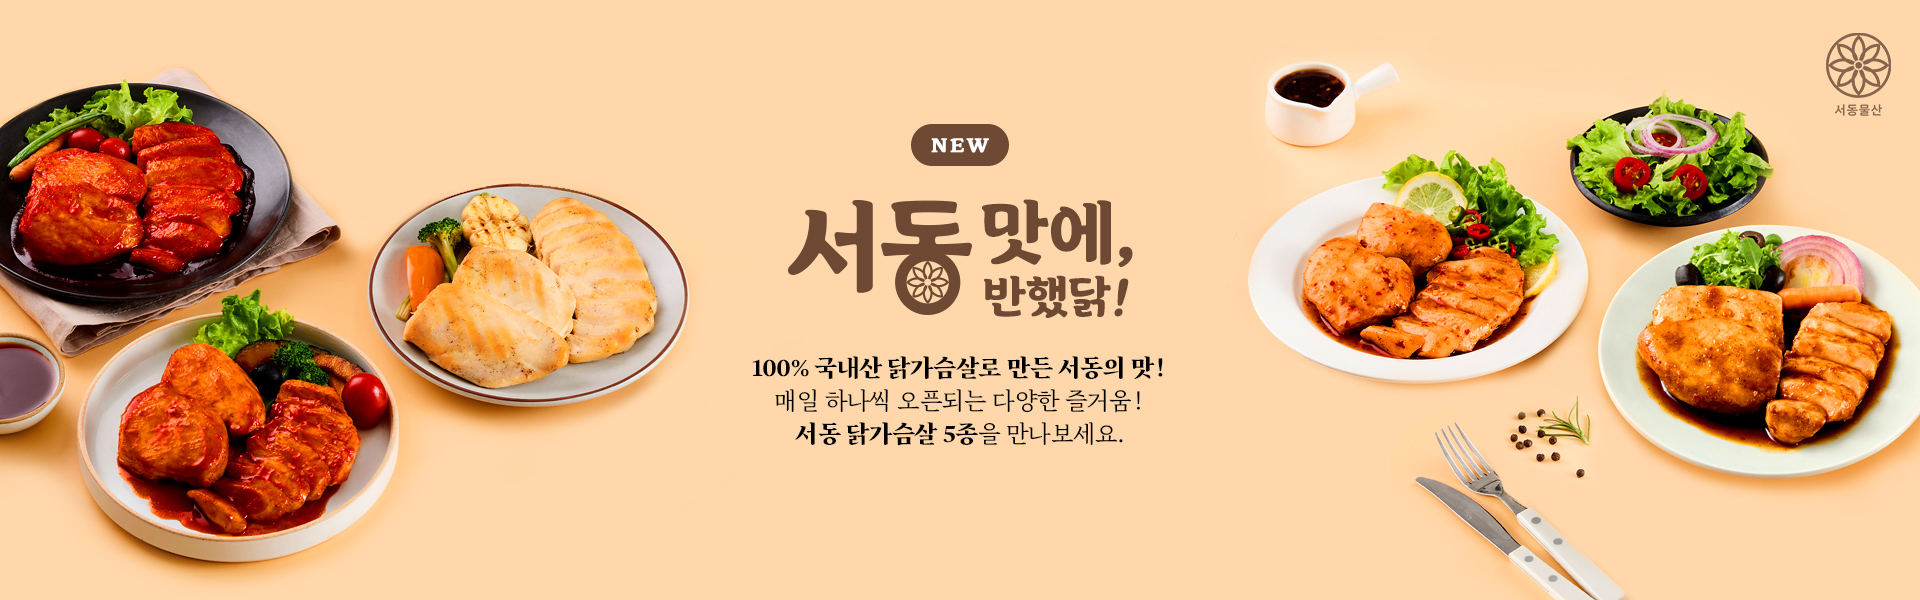 NEW
서동 맛에,
반했닭!
100% 국내산 닭가슴살로 만든 서동의 맛!
매일 하나씩 오픈되는 다양한 즐거움!
서동 닭가슴살 5종을 만나보세요.
서동물산